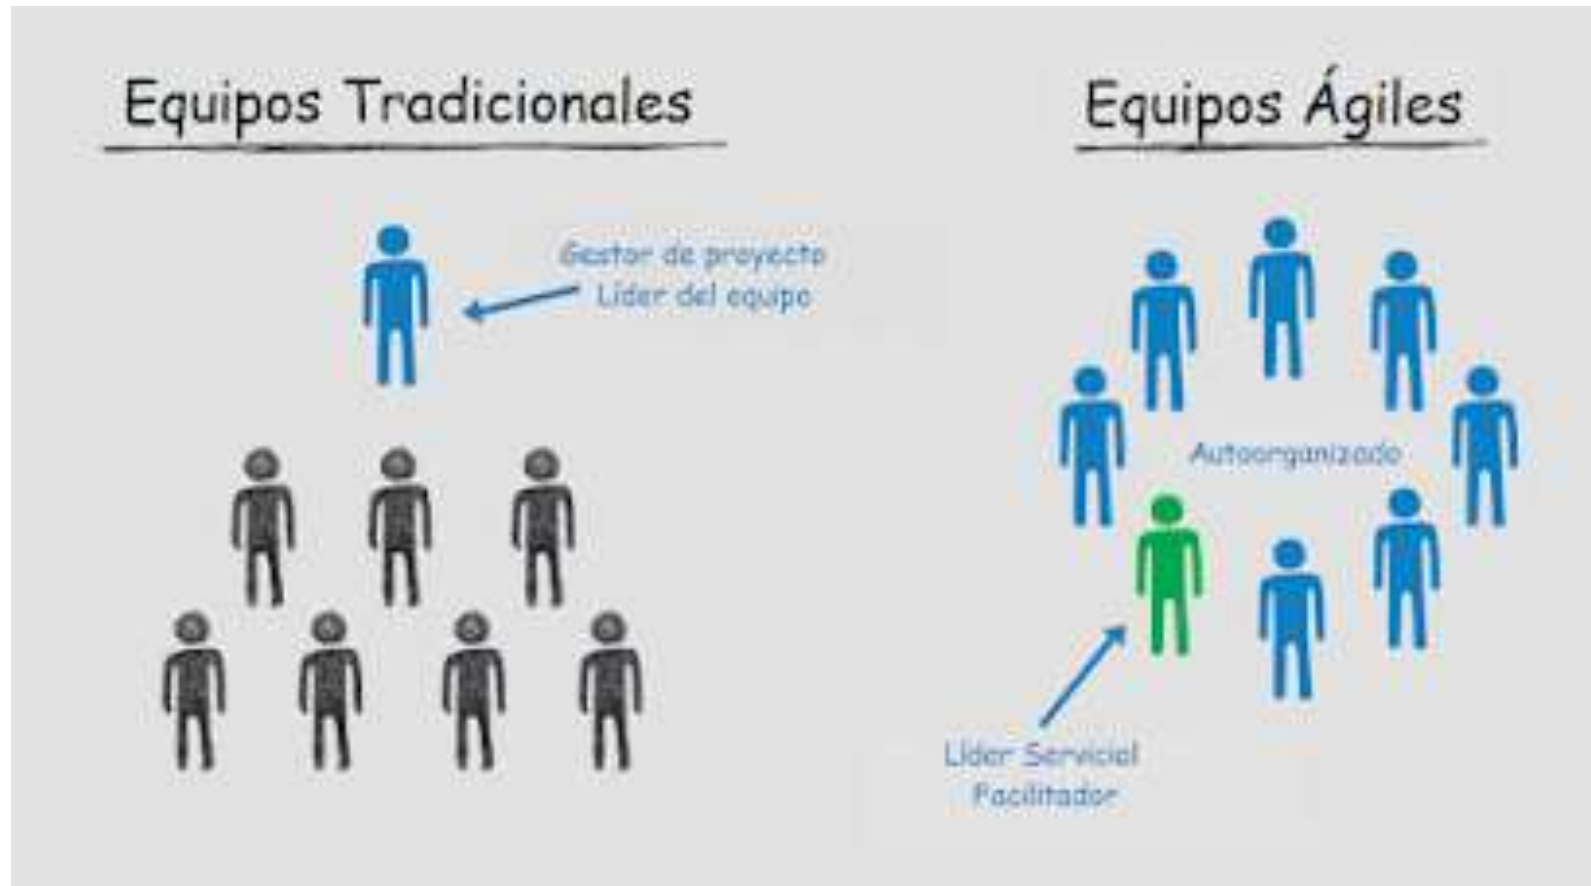 Equipos Tradicionales
Gestor de proyecto
Líder del equipo
Equipos Ágiles
Autoorganizado
Líder Servicial
Facilitador